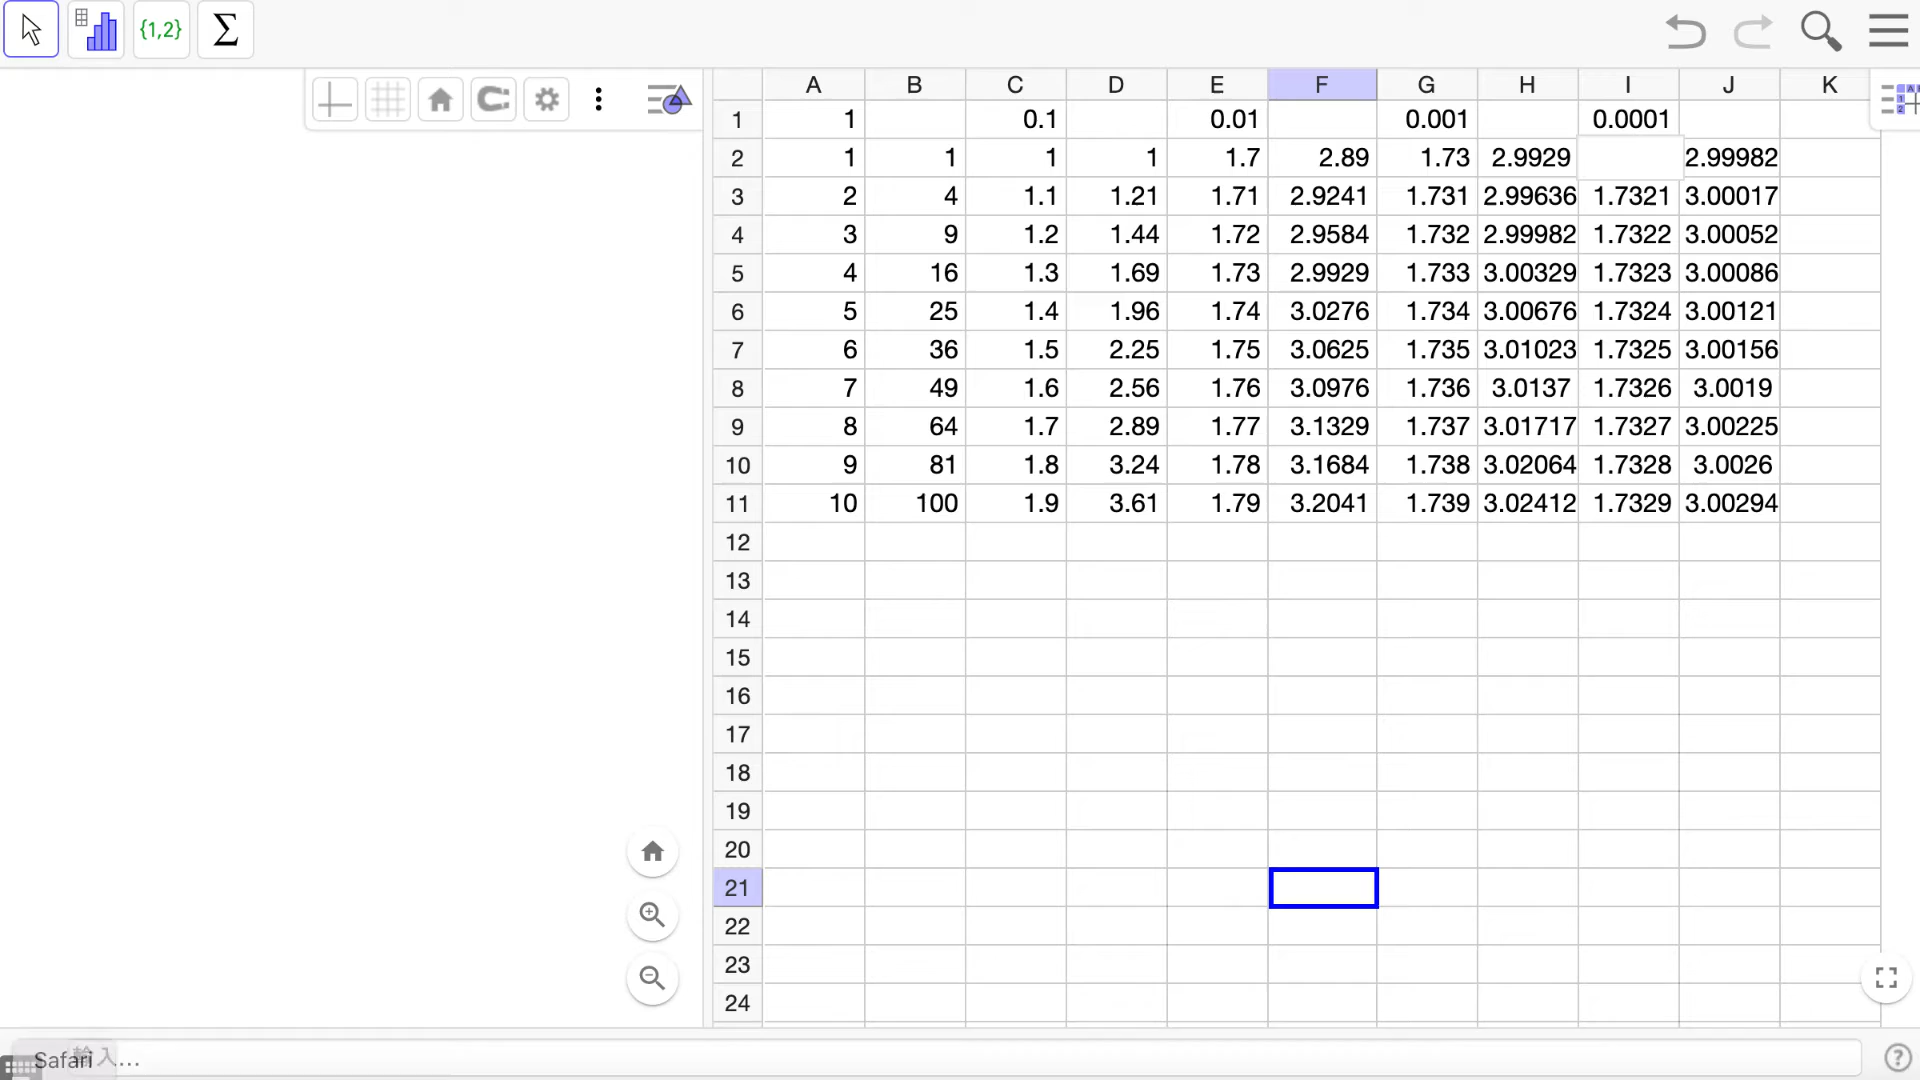 {1,2} Σ
A B C D E F G H I J K
1 1 0.1 0.01 0.001 0.0001
2 1 1 1 1 1.7 2.89 1.73 2.9929 2.99982
3 2 4 1.1 1.21 1.71 2.9241 1.731 2.99636 1.7321 3.00017
4 3 9 1.2 1.44 1.72 2.9584 1.732 2.99982 1.7322 3.00052
5 4 16 1.3 1.69 1.73 2.9929 1.733 3.00329 1.7323 3.00086
6 5 25 1.4 1.96 1.74 3.0276 1.734 3.00676 1.7324 3.00121
7 6 36 1.5 2.25 1.75 3.0625 1.735 3.01023 1.7325 3.00156
8 7 49 1.6 2.56 1.76 3.0976 1.736 3.0137 1.7326 3.0019
9 8 64 1.7 2.89 1.77 3.1329 1.737 3.01717 1.7327 3.00225
10 9 81 1.8 3.24 1.78 3.1684 1.738 3.02064 1.7328 3.0026
11 10 100 1.9 3.61 1.79 3.2041 1.739 3.02412 1.7329 3.00294
12
13
14
15
16
17
18
19
20
21
22
23
24
Safari 輸入...